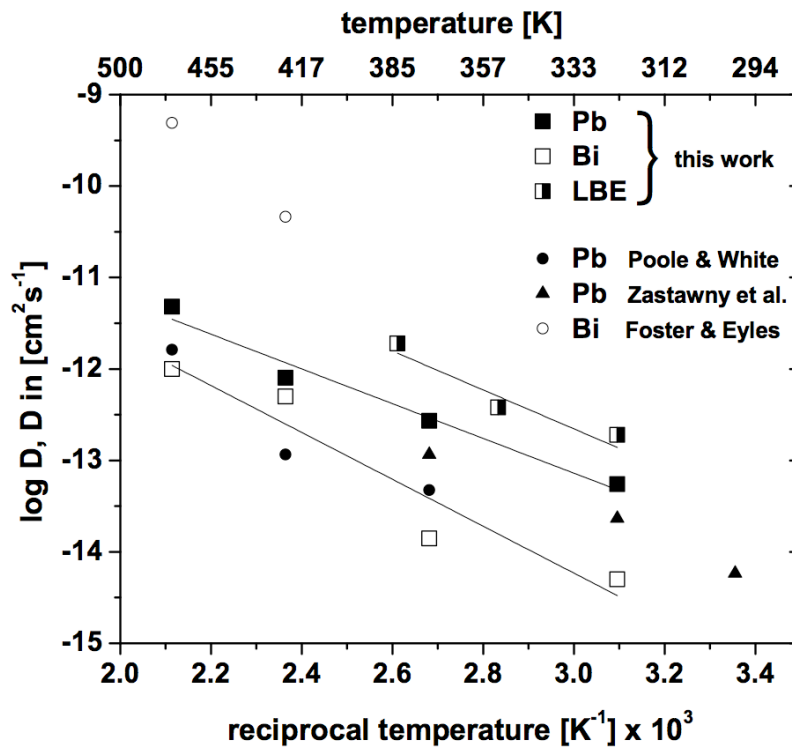 temperature [K]
500 455 417 385 357 333 312 294
-9
-10
-11
-12
-13
-14
-15
log D, D in [cm²s⁻¹]
Pb
Bi
LBE
this work
Pb Poole & White
Pb Zastawny et al.
Bi Foster & Eyles
2.0 2.2 2.4 2.6 2.8 3.0 3.2 3.4
reciprocal temperature [K⁻¹] x 10³